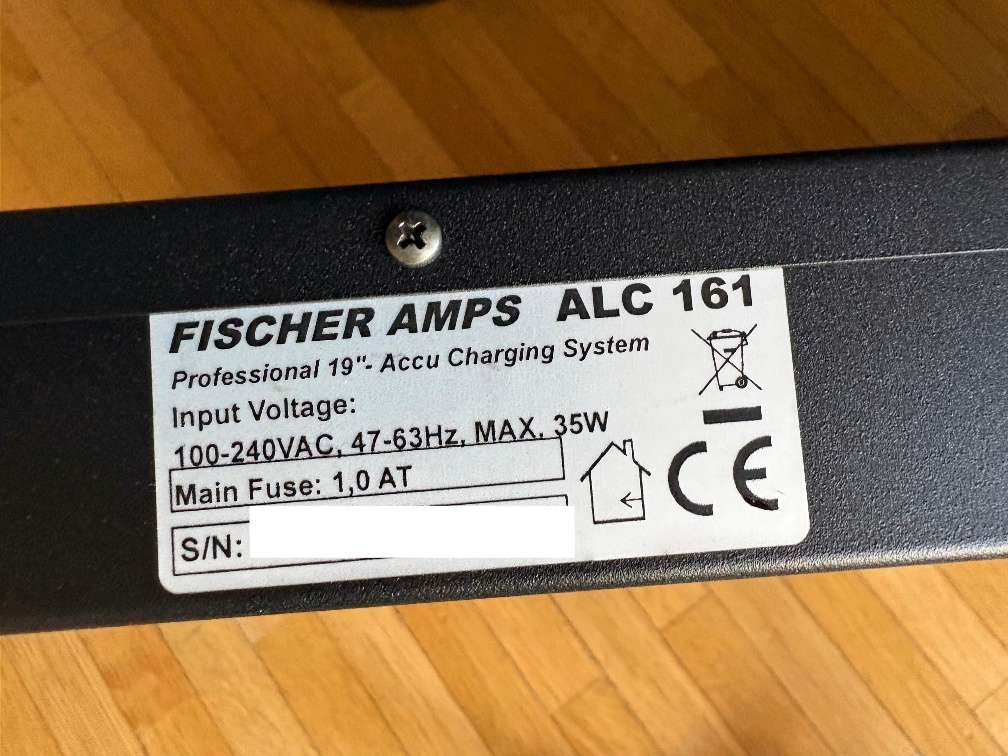 FISCHER AMPS ALC 161
Professional 19"- Accu Charging System
Input Voltage:
100-240VAC, 47-63Hz, MAX. 35W
Main Fuse: 1,0 AT
S/N:
CE